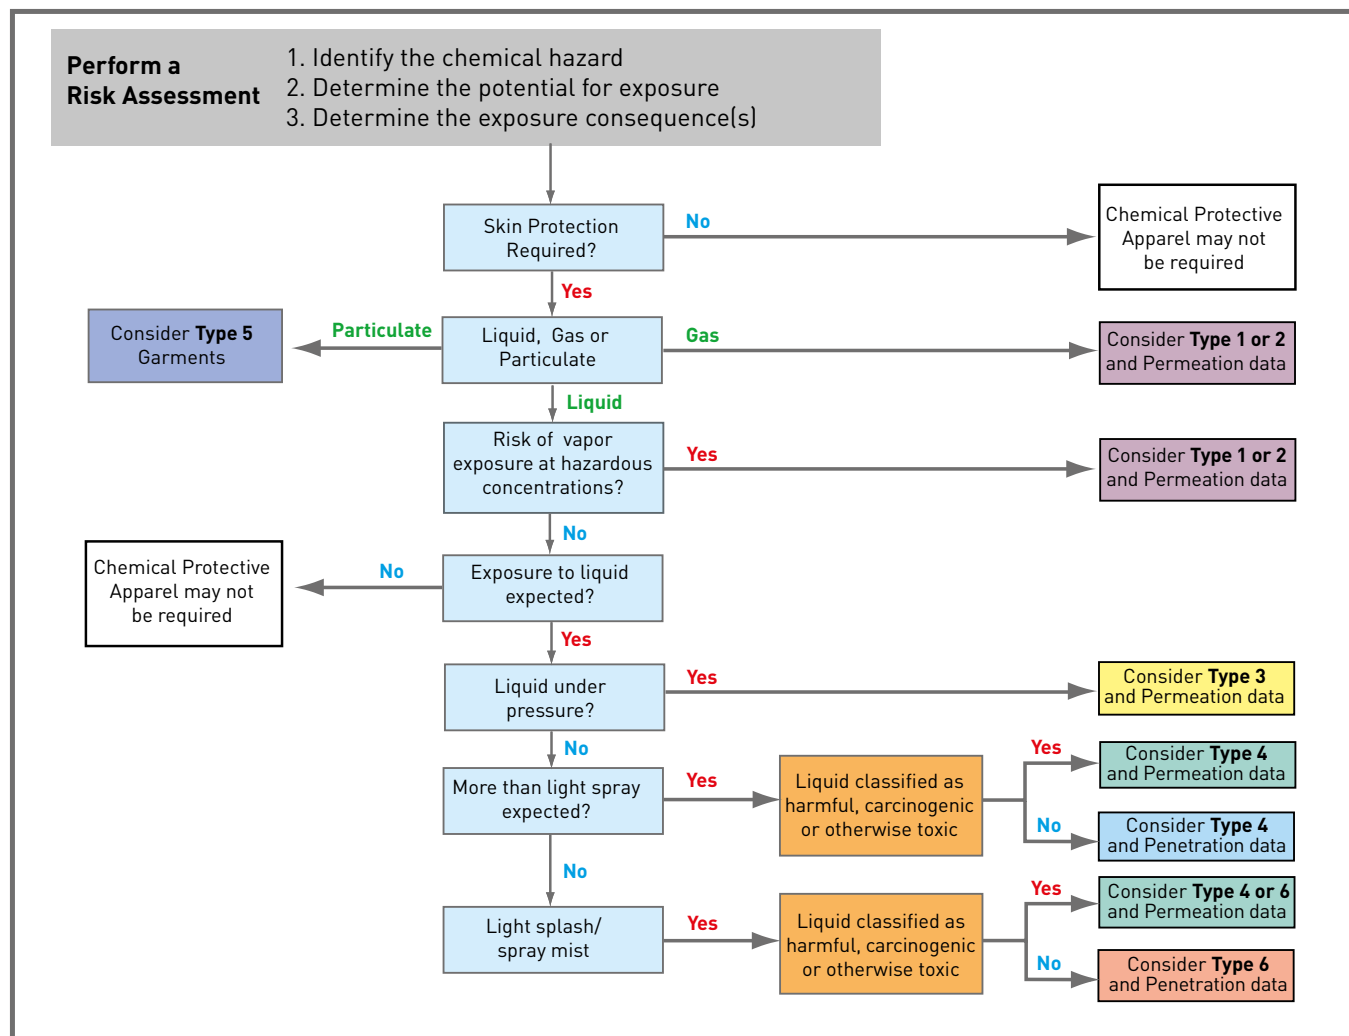 Perform a
Risk Assessment
1. Identify the chemical hazard
2. Determine the potential for exposure
3. Determine the exposure consequence(s)
Skin Protection
Required?
No
Chemical Protective
Apparel may not
be required
Yes
Consider Type 5
Garments
Particulate
Liquid, Gas or
Particulate
Gas
Consider Type 1 or 2
and Permeation data
Liquid
Risk of vapor
exposure at hazardous
concentrations?
Yes
Consider Type 1 or 2
and Permeation data
No
Chemical Protective
Apparel may not
be required
No
Exposure to liquid
expected?
Yes
Liquid under
pressure?
Yes
Consider Type 3
and Permeation data
No
More than light spray
expected?
Yes
Liquid classified as
harmful, carcinogenic
or otherwise toxic
Yes
Consider Type 4
and Permeation data
No
Consider Type 4
and Penetration data
No
Light splash/
spray mist
Yes
Liquid classified as
harmful, carcinogenic
or otherwise toxic
Yes
Consider Type 4 or 6
and Permeation data
No
Consider Type 6
and Penetration data